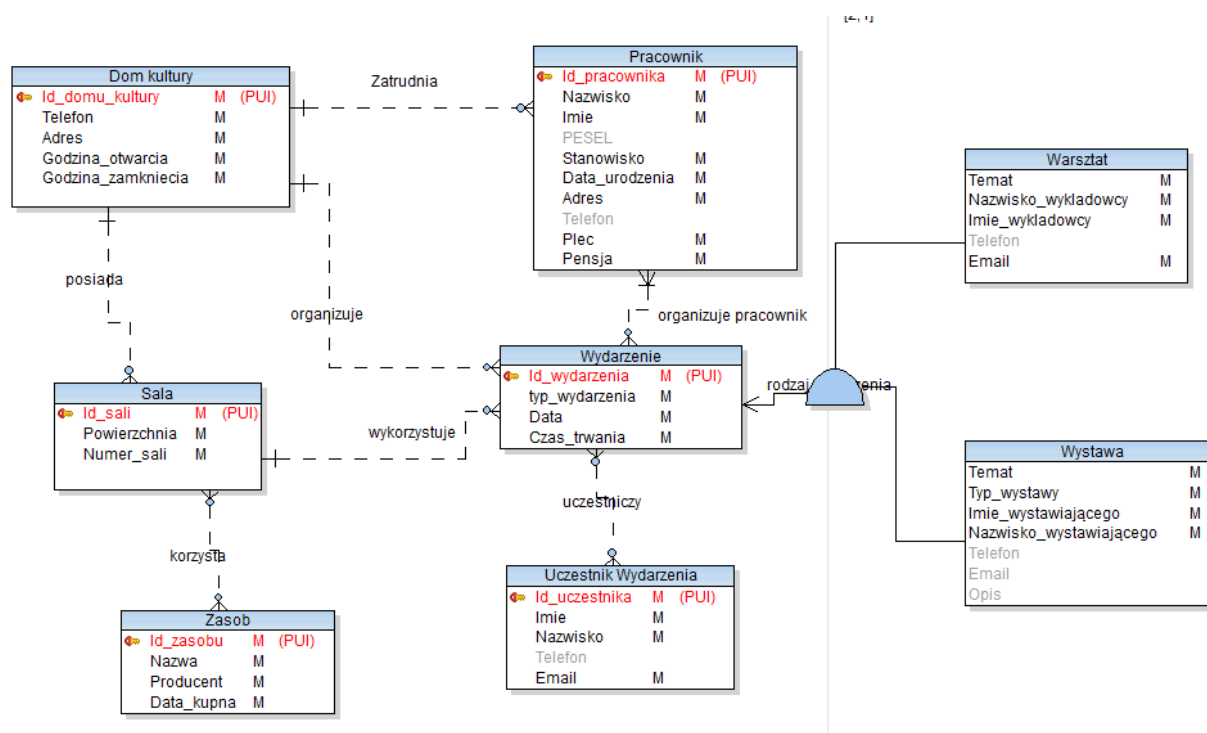 [2,1]
Dom kultury
Id_domu_kultury M (PUI)
Telefon M
Adres M
Godzina_otwarcia M
Godzina_zamkniecia M
Zatrudnia
Pracownik
Id_pracownika M (PUI)
Nazwisko M
Imie M
PESEL
Stanowisko M
Data_urodzenia M
Adres M
Telefon
Plec M
Pensja M
Warsztat
Temat M
Nazwisko_wykladowcy M
Imie_wykladowcy M
Telefon
Email M
posiada
organizuje
organizuje pracownik
Sala
Id_sali M (PUI)
Powierzchnia M
Numer_sali M
wykorzystuje
Wydarzenie
Id_wydarzenia M (PUI)
typ_wydarzenia M
Data M
Czas_trwania M
Wystawa
Temat M
Typ_wystawy M
Imie_wystawiającego M
Nazwisko_wystawiającego M
Telefon
Email
Opis
korzysta
uczestniczy
Zasob
Id_zasobu M (PUI)
Nazwa M
Producent M
Data_kupna M
Uczestnik Wydarzenia
Id_uczestnika M (PUI)
Imie M
Nazwisko M
Telefon
Email M